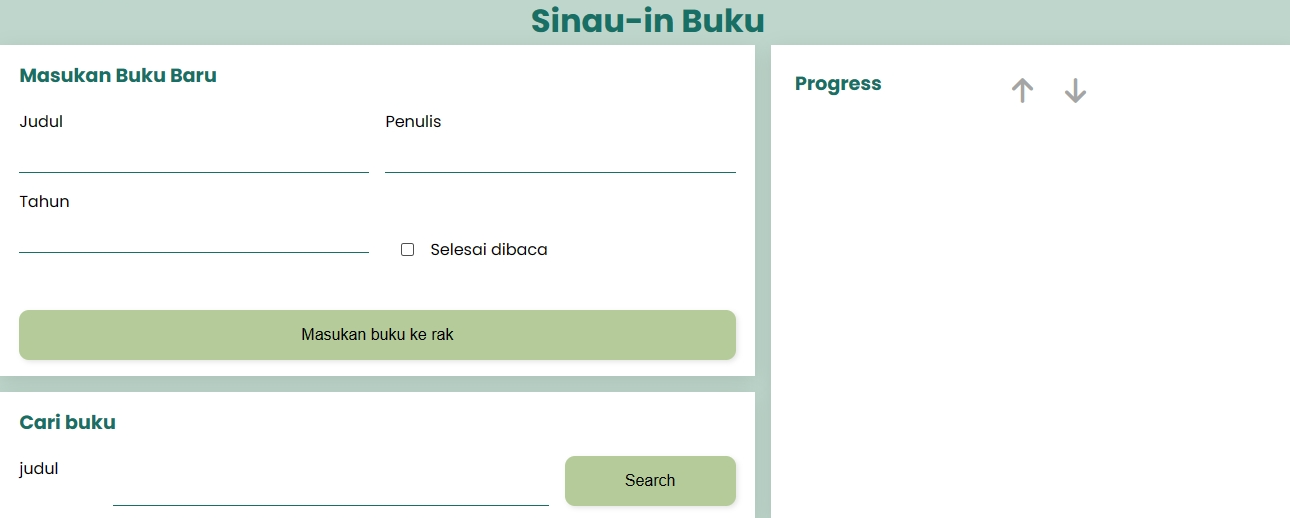 Sinau-in Buku
Masukan Buku Baru
Judul
Penulis
Tahun
Selesai dibaca
Masukan buku ke rak
Cari buku
judul
Search
Progress